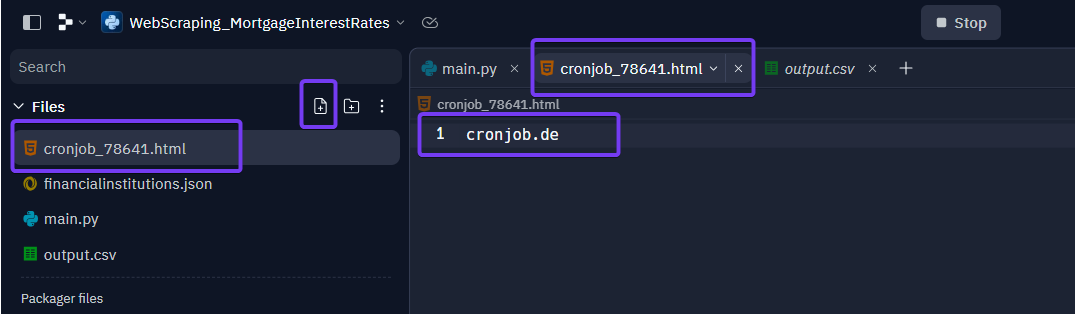 WebScraping_MortgageInterestRates
Stop
Search
Files
cronjob_78641.html
financialinstitutions.json
main.py
output.csv
Packager files
main.py
cronjob_78641.html
output.csv
cronjob_78641.html
1 cronjob.de